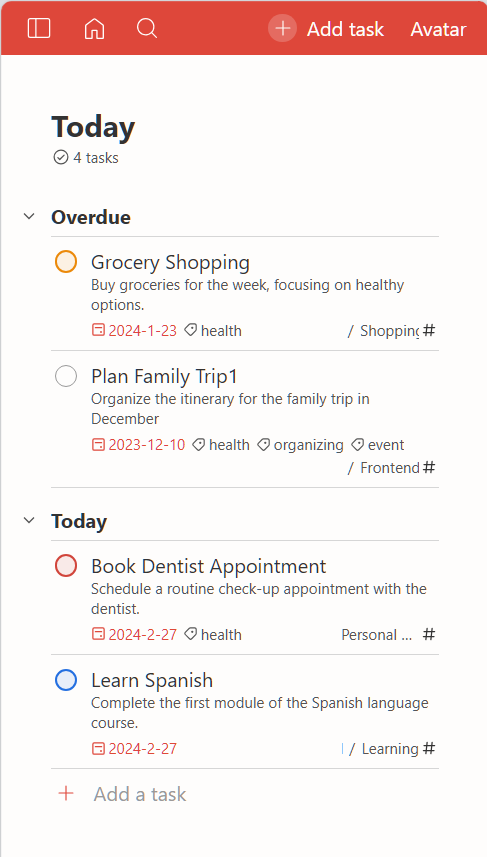 Add task Avatar
Today
4 tasks
Overdue
Grocery Shopping
Buy groceries for the week, focusing on healthy
options.
2024-1-23 health / Shopping #
Plan Family Trip1
Organize the itinerary for the family trip in
December
2023-12-10 health organizing event
/ Frontend #
Today
Book Dentist Appointment
Schedule a routine check-up appointment with the
dentist.
2024-2-27 health Personal ... #
Learn Spanish
Complete the first module of the Spanish language
course.
2024-2-27 / Learning #
Add a task